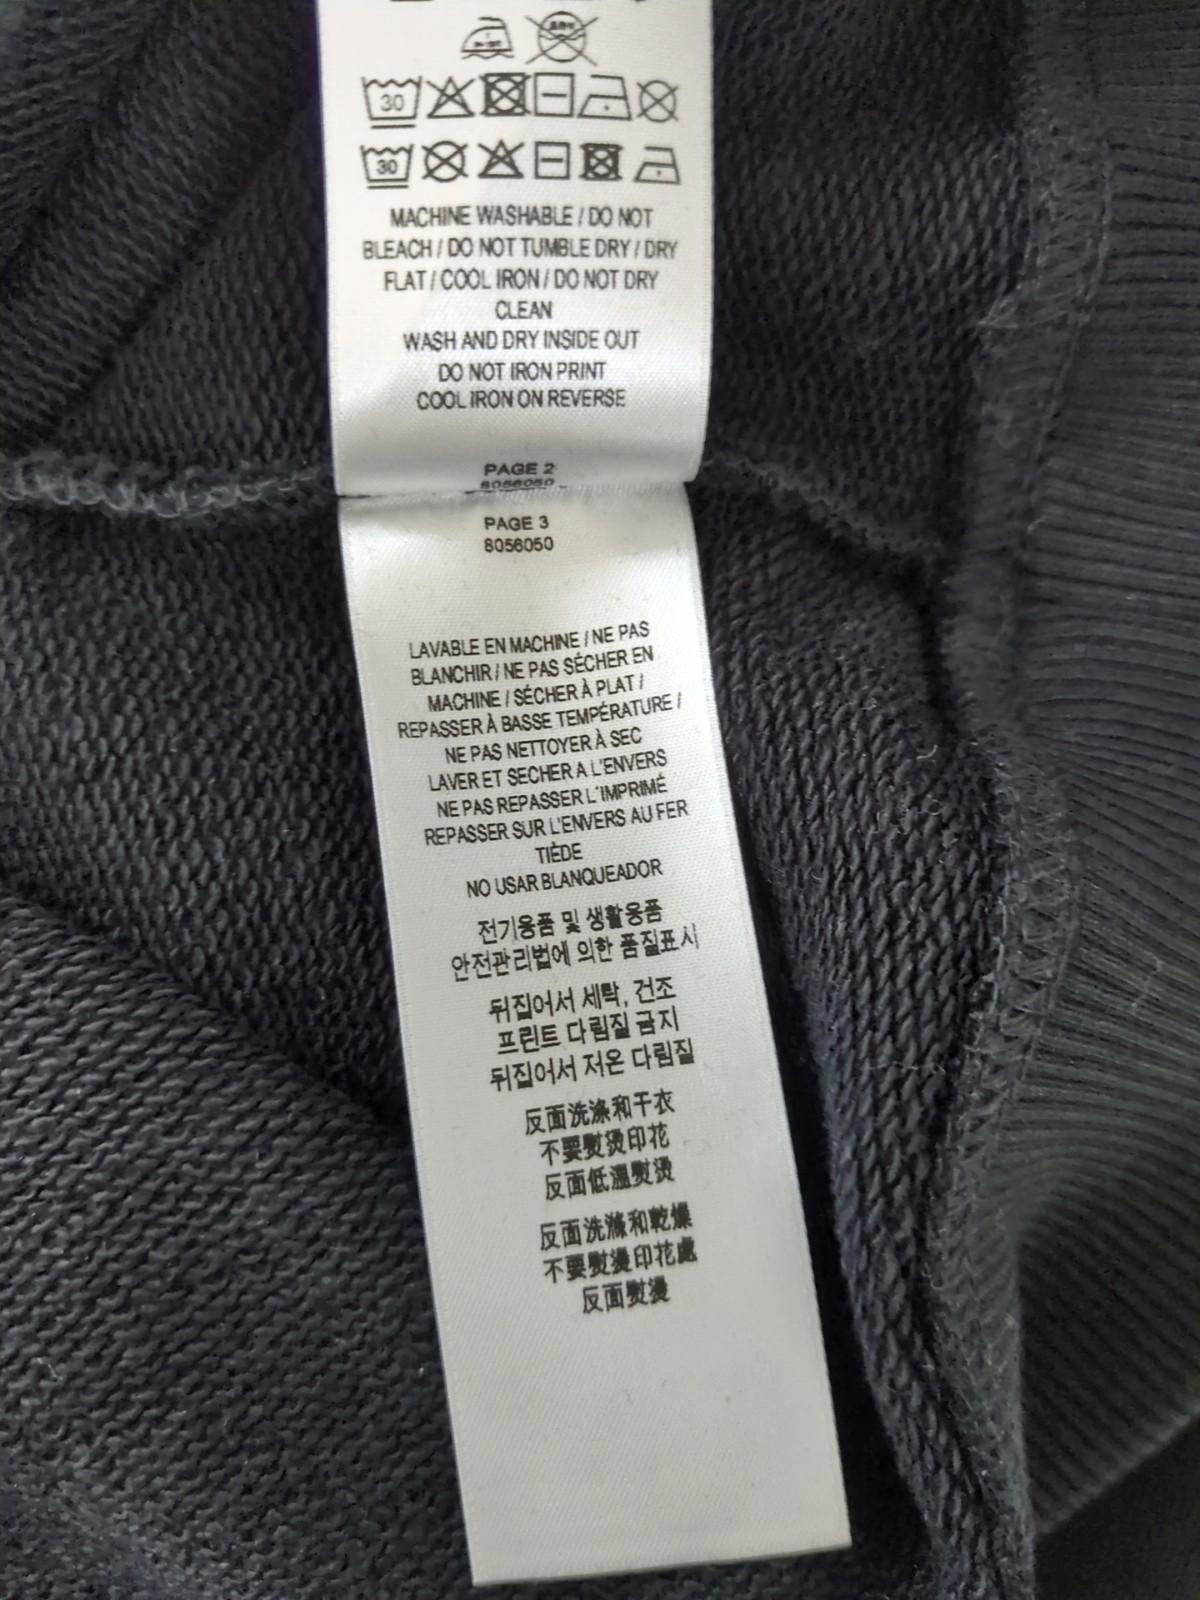 30
30
MACHINE WASHABLE / DO NOT
BLEACH / DO NOT TUMBLE DRY / DRY
FLAT / COOL IRON / DO NOT DRY
CLEAN
WASH AND DRY INSIDE OUT
DO NOT IRON PRINT
COOL IRON ON REVERSE
PAGE 2
8056050
PAGE 3
8056050
LAVABLE EN MACHINE / NE PAS
BLANCHIR / NE PAS SÉCHER EN
MACHINE / SÉCHER À PLAT /
REPASSER À BASSE TEMPÉRATURE /
NE PAS NETTOYER À SEC
LAVER ET SECHER A L'ENVERS
NE PAS REPASSER L'IMPRIMÉ
REPASSER SUR L'ENVERS AU FER
TIÈDE
NO USAR BLANQUEADOR
전기용품 및 생활용품
안전관리법에 의한 품질표시
뒤집어서 세탁, 건조
프린트 다림질 금지
뒤집어서 저온 다림질
反面洗涤和干衣
不要熨烫印花
反面低温熨烫
反面洗滌和乾燥
不要熨燙印花處
反面熨燙